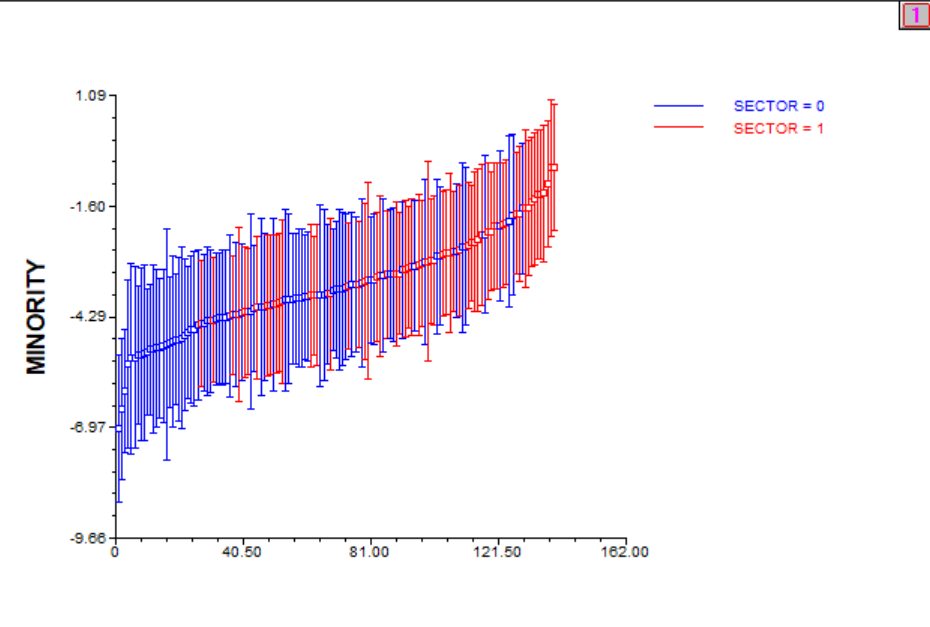 1
1.09
SECTOR = 0
SECTOR = 1
-1.60
MINORITY
-4.29
-6.97
-9.66
0 40.50 81.00 121.50 162.00